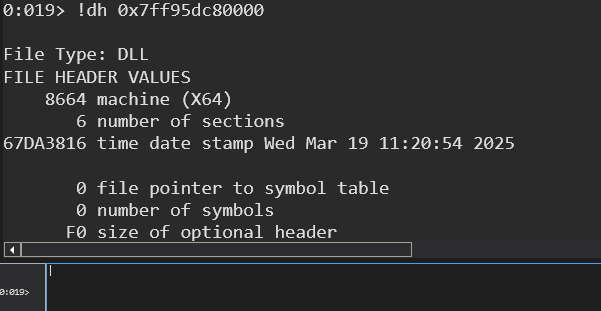 0:019> !dh 0x7ff95dc80000
File Type: DLL
FILE HEADER VALUES
8664 machine (X64)
6 number of sections
67DA3816 time date stamp Wed Mar 19 11:20:54 2025
0 file pointer to symbol table
0 number of symbols
F0 size of optional header
0:019>